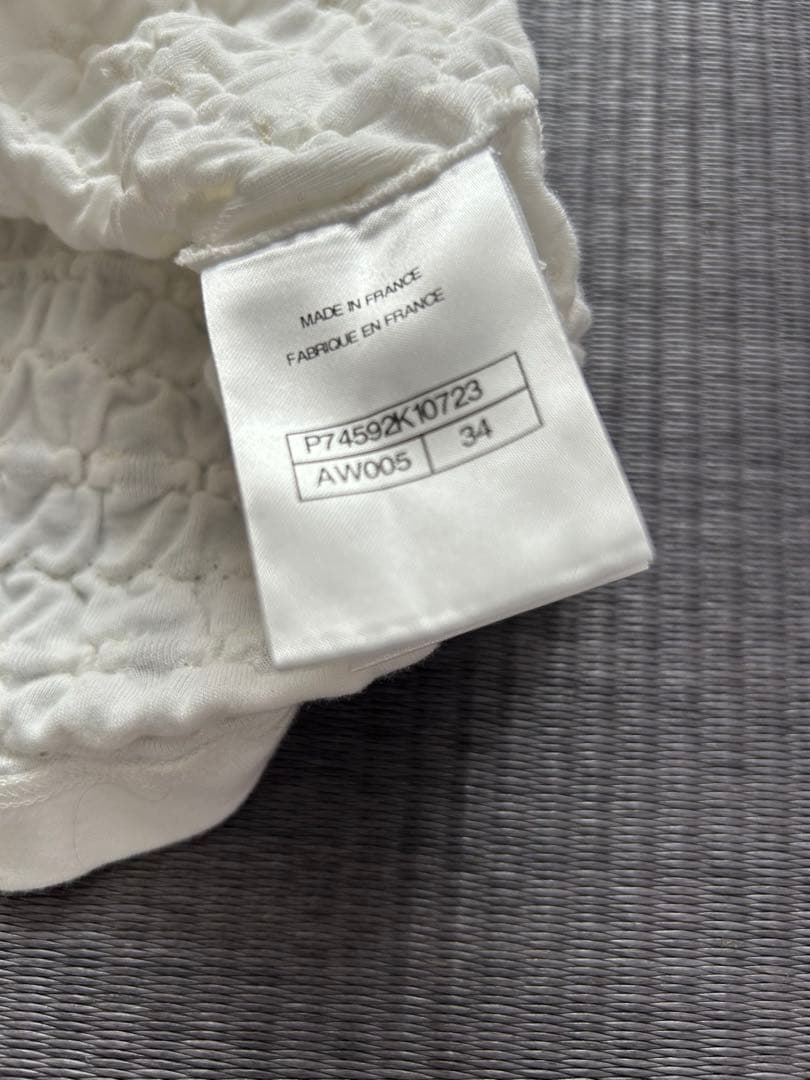 MADE IN FRANCE
FABRIQUE EN FRANCE
P74592K10723
AW005 34